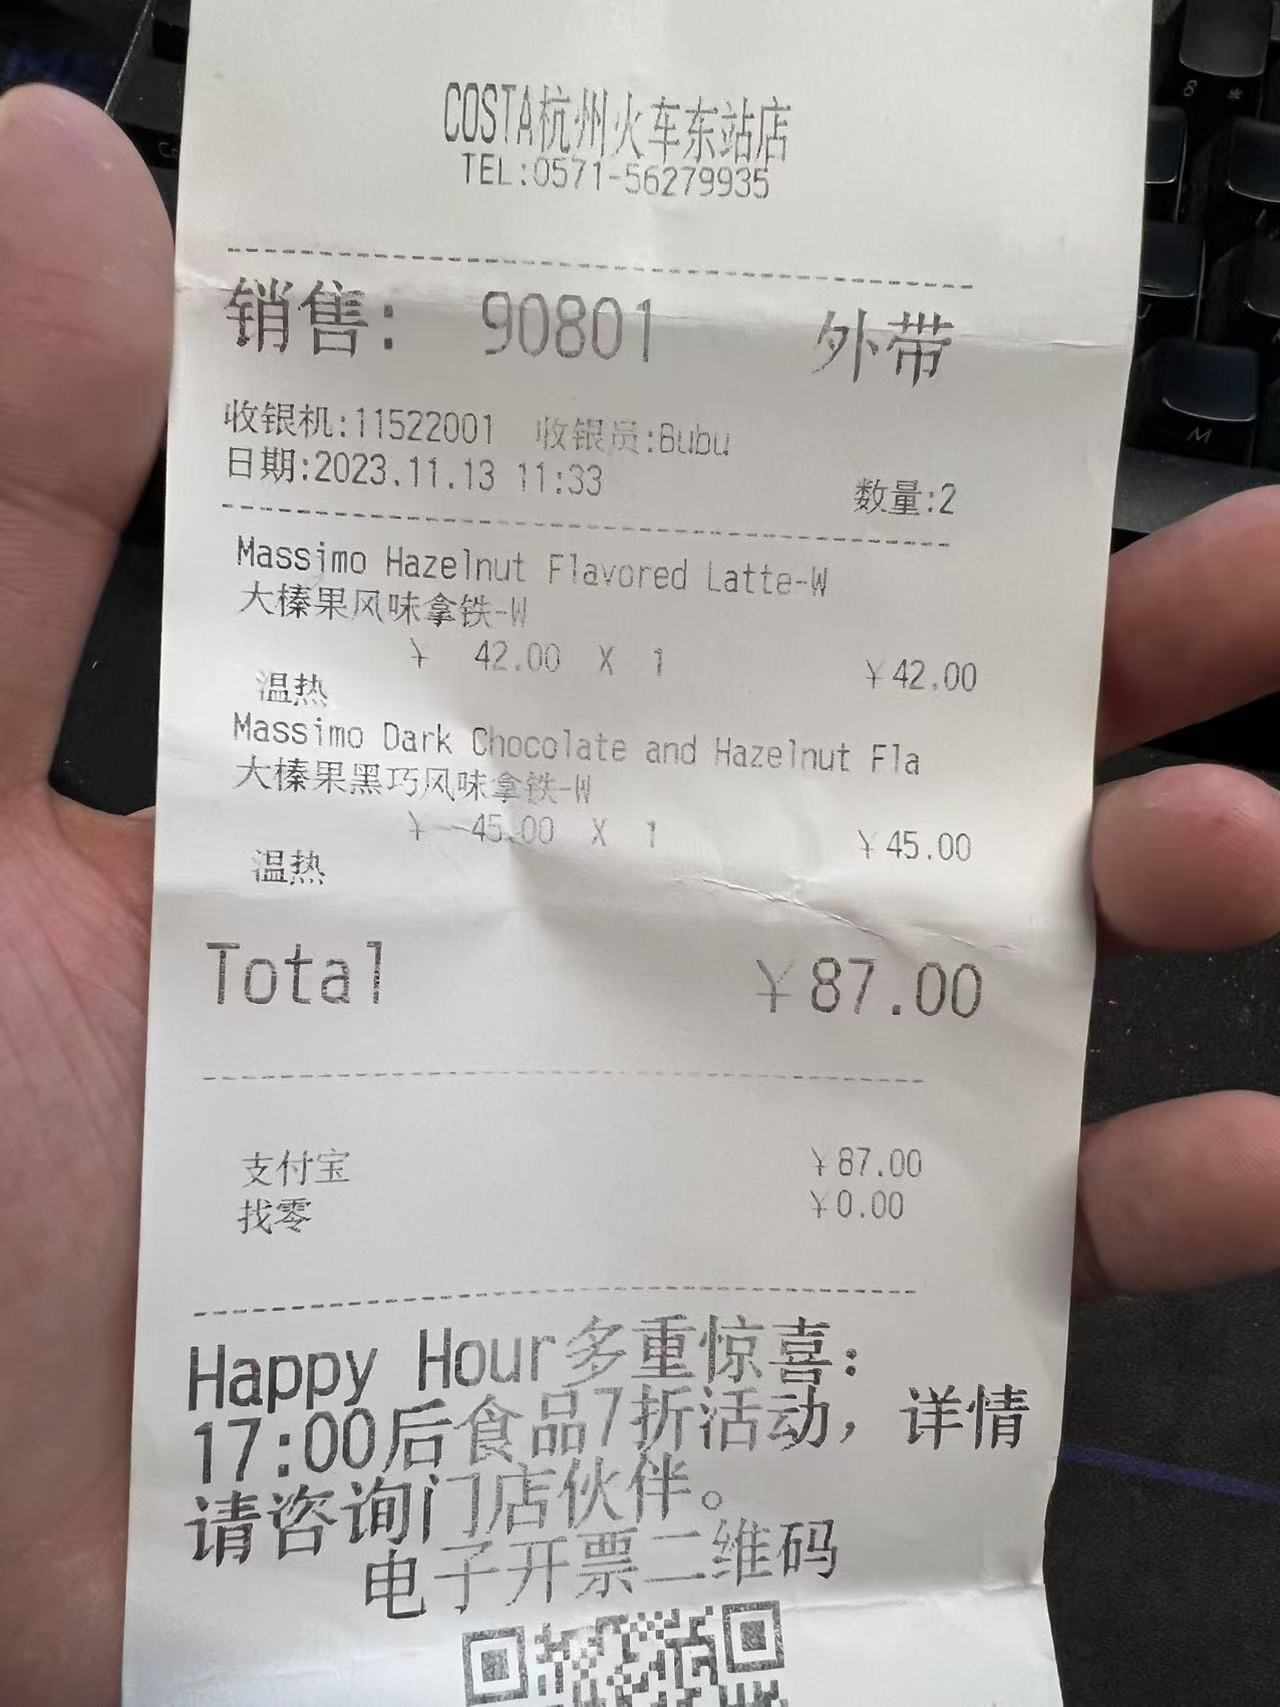 COSTA杭州火车东站店
TEL:0571-56279935
销售: 90801 外带
收银机:11522001 收银员:Bubu
日期:2023.11.13 11:33 数量:2
Massimo Hazelnut Flavored Latte-W
大榛果风味拿铁-W
¥ 42.00 X 1 ¥42.00
温热
Massimo Dark Chocolate and Hazelnut Fla
大榛果黑巧风味拿铁-W
¥ 45.00 X 1 ¥45.00
温热
Total ¥87.00
支付宝 ¥87.00
找零 ¥0.00
Happy Hour多重惊喜:
17:00后食品7折活动，详情
请咨询门店伙伴。
电子开票二维码
M